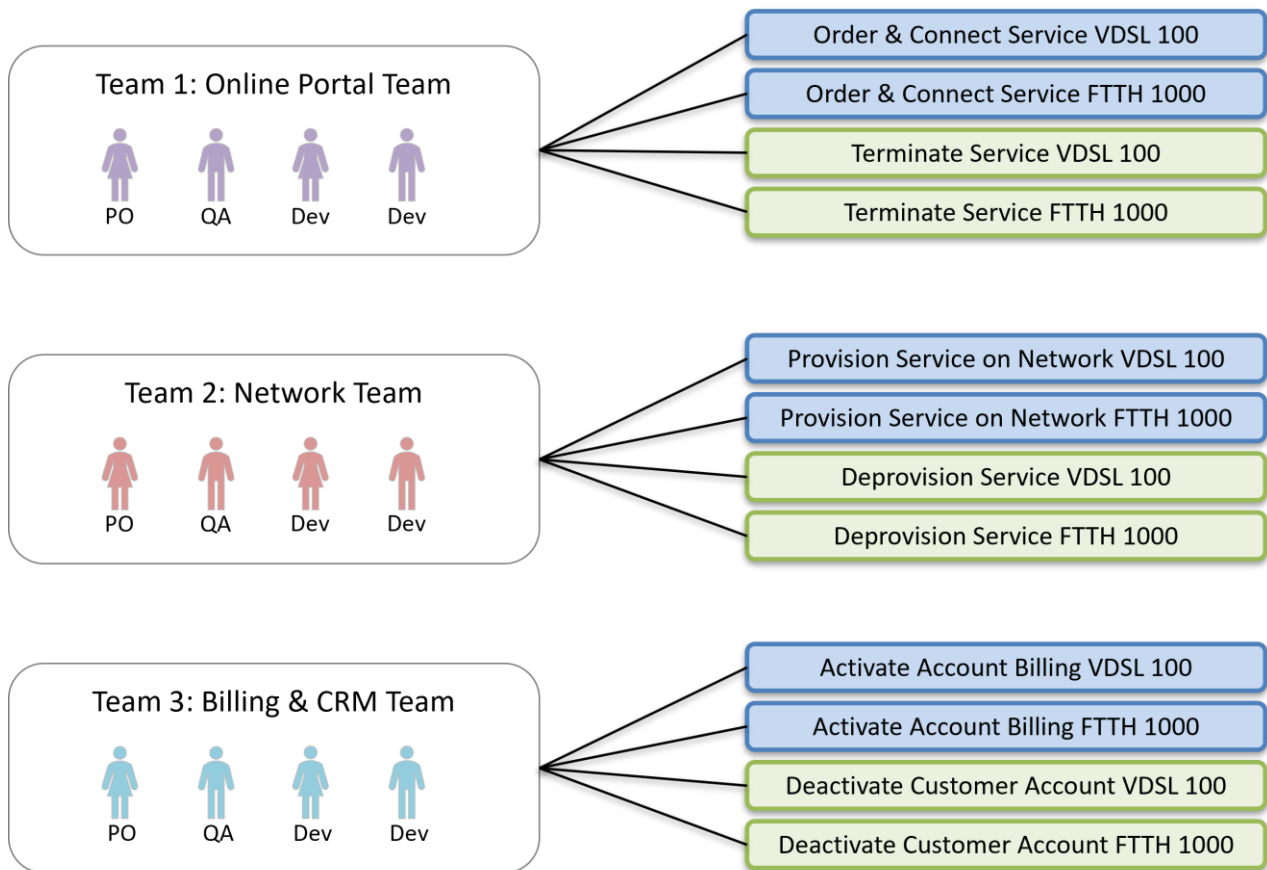 Team 1: Online Portal Team
PO QA Dev Dev
Order & Connect Service VDSL 100
Order & Connect Service FTTH 1000
Terminate Service VDSL 100
Terminate Service FTTH 1000
Team 2: Network Team
PO QA Dev Dev
Provision Service on Network VDSL 100
Provision Service on Network FTTH 1000
Deprovision Service VDSL 100
Deprovision Service FTTH 1000
Team 3: Billing & CRM Team
PO QA Dev Dev
Activate Account Billing VDSL 100
Activate Account Billing FTTH 1000
Deactivate Customer Account VDSL 100
Deactivate Customer Account FTTH 1000